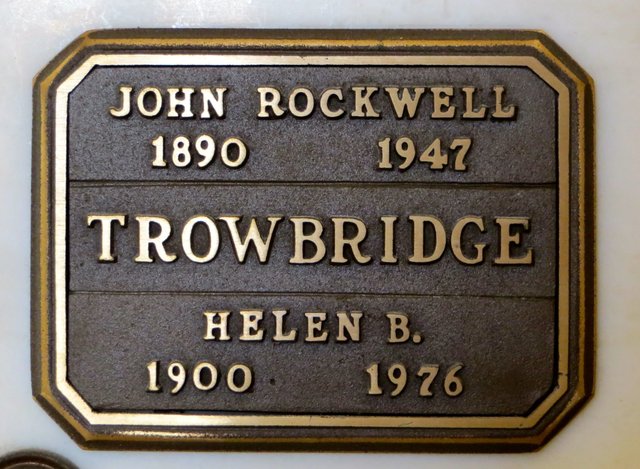 JOHN ROCKWELL
1890 1947
TROWBRIDGE
HELEN B.
1900 1976